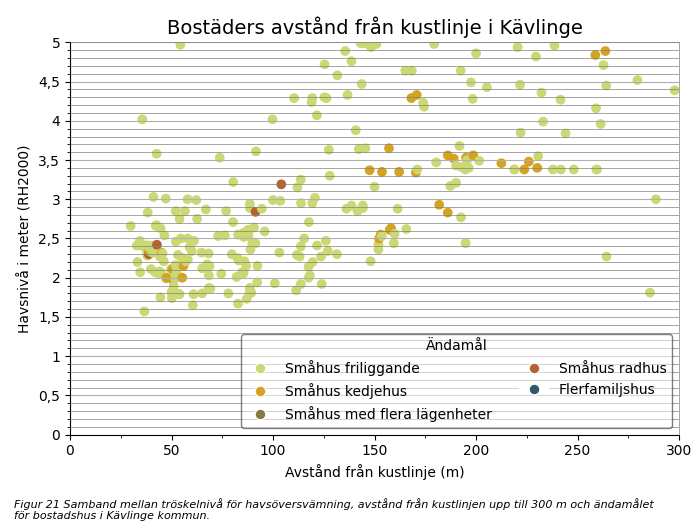 Bostäders avstånd från kustlinje i Kävlinge
Havsnivå i meter (RH2000)
5
4,5
4
3,5
3
2,5
2
1,5
1
0,5
0
0
50
100
150
200
250
300
Avstånd från kustlinje (m)
Ändamål
Småhus friliggande
Småhus kedjehus
Småhus med flera lägenheter
Småhus radhus
Flerfamiljshus
Figur 21 Samband mellan tröskelnivå för havsöversvämning, avstånd från kustlinjen upp till 300 m och ändamålet
för bostadshus i Kävlinge kommun.